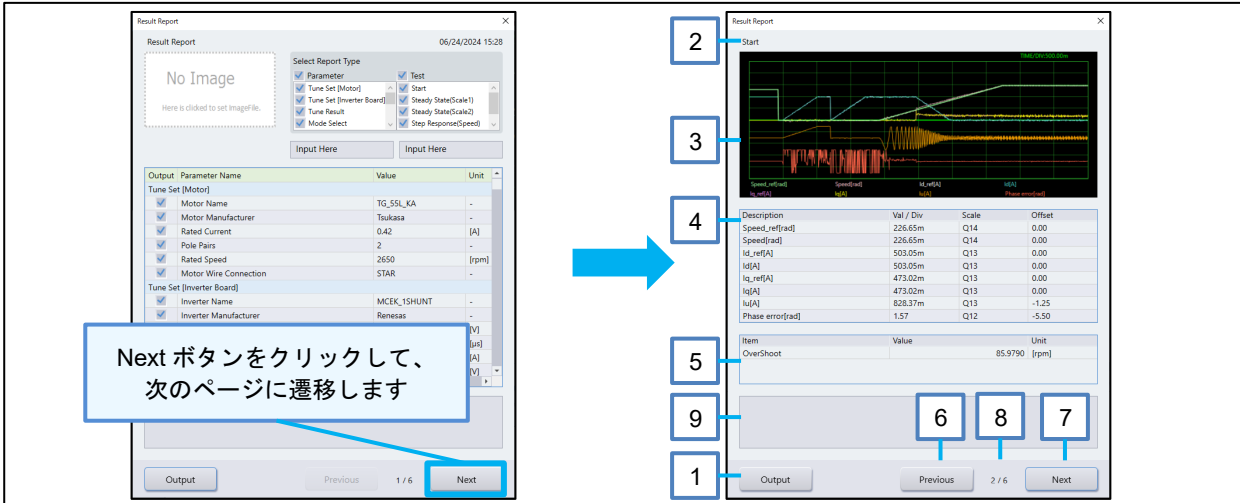 Result Report
Result Report
06/24/2024 15:28
No Image
Here is clicked to set ImageFile.
Select Report Type
Parameter
Test
Tune Set [Motor]
Start
Tune Set [Inverter Board]
Steady State(Scale1)
Tune Result
Steady State(Scale2)
Mode Select
Step Response(Speed)
Input Here
Input Here
Output Parameter Name Value Unit
Tune Set [Motor]
Motor Name TG_55L_KA -
Motor Manufacturer Tsukasa -
Rated Current 0.42 [A]
Pole Pairs 2 -
Rated Speed 2650 [rpm]
Motor Wire Connection STAR -
Tune Set [Inverter Board]
Inverter Name MCEK_1SHUNT -
Inverter Manufacturer Renesas -
[V]
[µs]
[A]
[V]
Next ボタンをクリックして、
次のページに遷移します
Output Previous 1 / 6 Next
Result Report
2
Start
TIME/DIV:500.00m
3
Speed_ref[rad] Speed[rad] Id_ref[A] Id[A]
Iq_ref[A] Iq[A] Iu[A] Phase error[rad]
4
Description Val / Div Scale Offset
Speed_ref[rad] 226.65m Q14 0.00
Speed[rad] 226.65m Q14 0.00
Id_ref[A] 503.05m Q13 0.00
Id[A] 503.05m Q13 0.00
Iq_ref[A] 473.02m Q13 0.00
Iq[A] 473.02m Q13 0.00
Iu[A] 828.37m Q13 -1.25
Phase error[rad] 1.57 Q12 -5.50
5
Item Value Unit
OverShoot 85.9790 [rpm]
9
6 8 7
1
Output Previous 2 / 6 Next